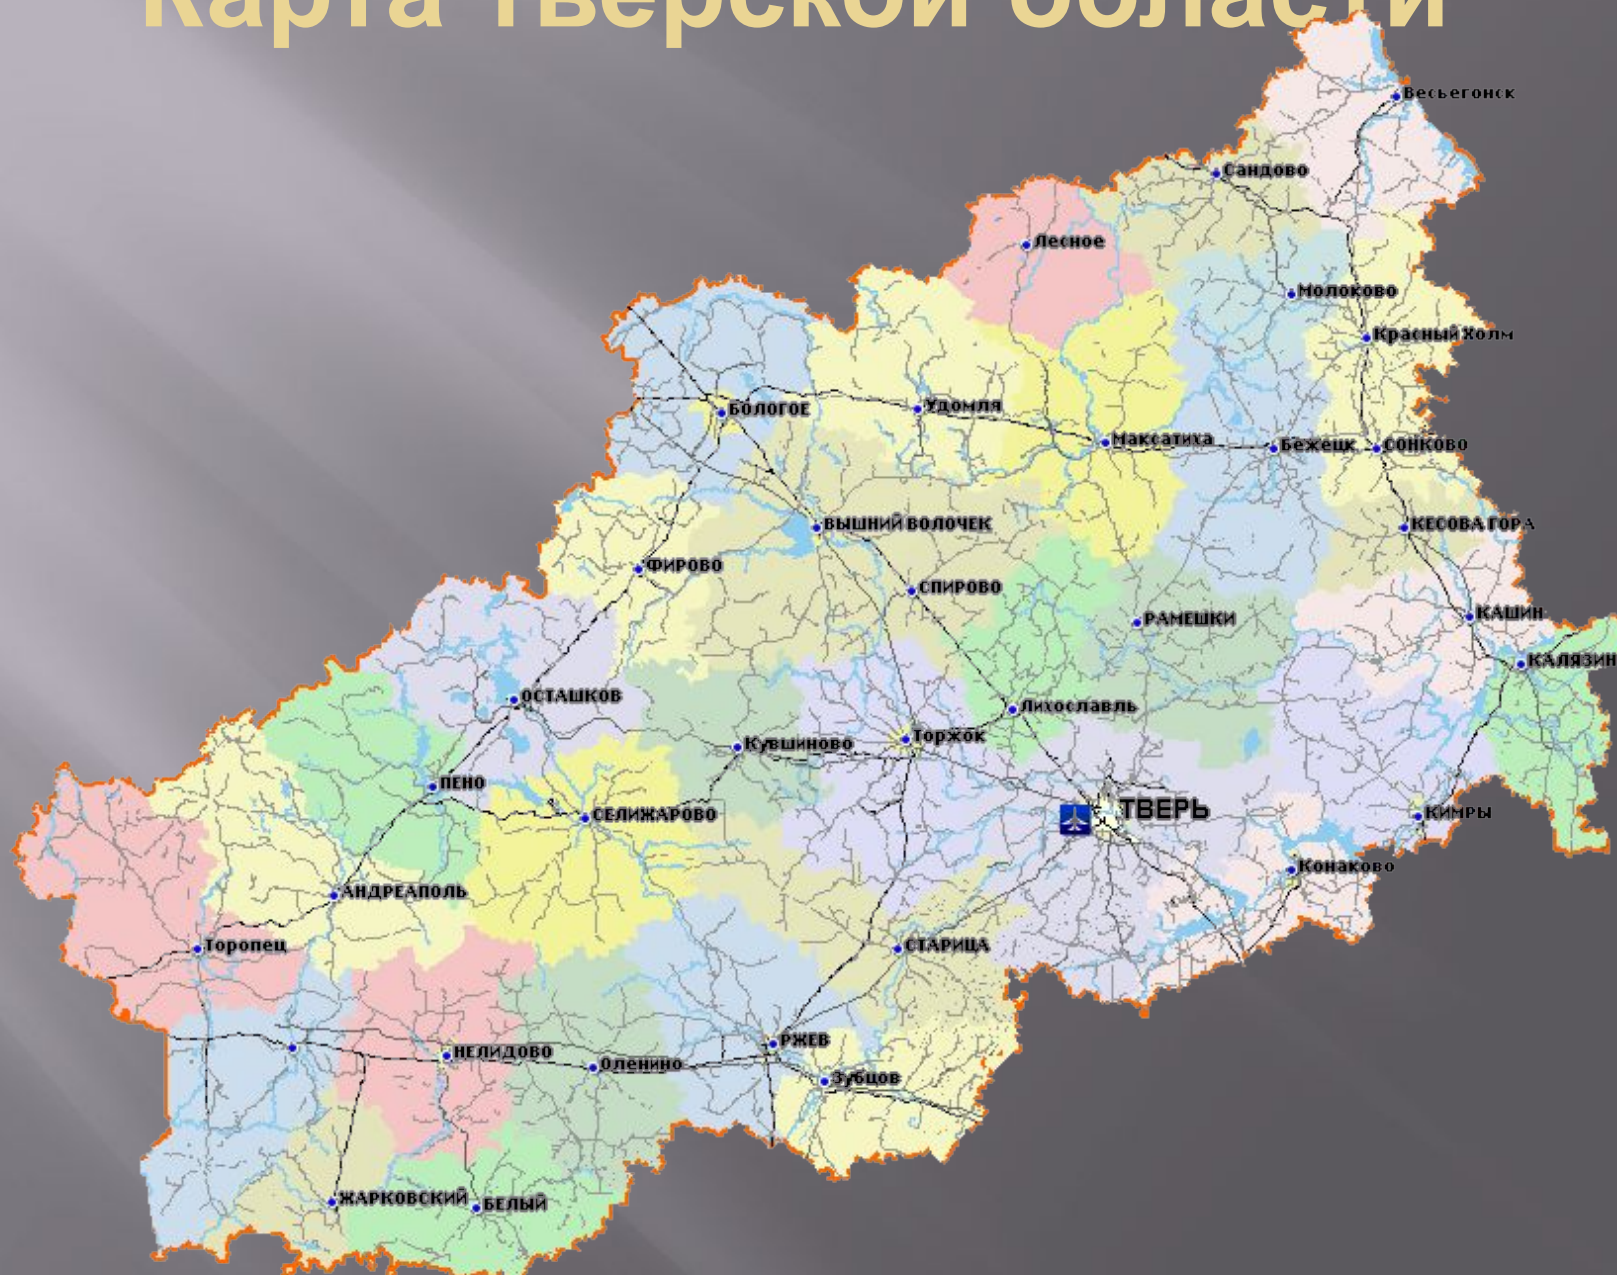 Карта Тверской области
Весьегонск
Сандово
Лесное
Молоково
Красный Холм
БОЛОГОЕ
Удомля
Максатиха
Бежецк
СОНКОВО
ВЫШНИЙ ВОЛОЧЕК
КЕСОВА ГОРА
ФИРОВО
СПИРОВО
РАМЕШКИ
КАШИН
КАЛЯЗИН
ОСТАШКОВ
Лихославль
Кувшиново
Торжок
ПЕНО
СЕЛИЖАРОВО
ТВЕРЬ
КИМРЫ
Конаково
АНДРЕАПОЛЬ
Торопец
СТАРИЦА
РЖЕВ
НЕЛИДОВО
Оленино
Зубцов
ЖАРКОВСКИЙ
БЕЛЫЙ